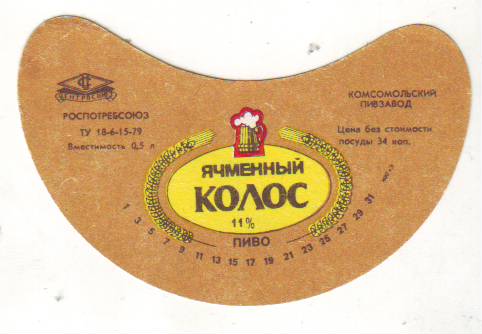 ЦЕНТРОСОЮЗ
РОСПОТРЕБСОЮЗ
ТУ 18-6-15-79
Вместимость 0,5 л
КОМСОМОЛЬСКИЙ
ПИВЗАВОД
Цена без стоимости
посуды 34 коп.
ЯЧМЕННЫЙ
КОЛОС
11%
ПИВО
1 3 5 7 9 11 13 15 17 19 21 23 25 27 29 31